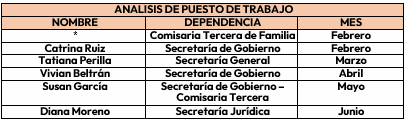 ANALISIS DE PUESTO DE TRABAJO
NOMBRE DEPENDENCIA MES
* Comisaria Tercera de Familia Febrero
Catrina Ruiz Secretaría de Gobierno Febrero
Tatiana Perilla Secretaría General Marzo
Vivian Beltrán Secretaría de Gobierno Abril
Susan García Secretaría de Gobierno – Mayo
Comisaria Tercera
Diana Moreno Secretaría Jurídica Junio